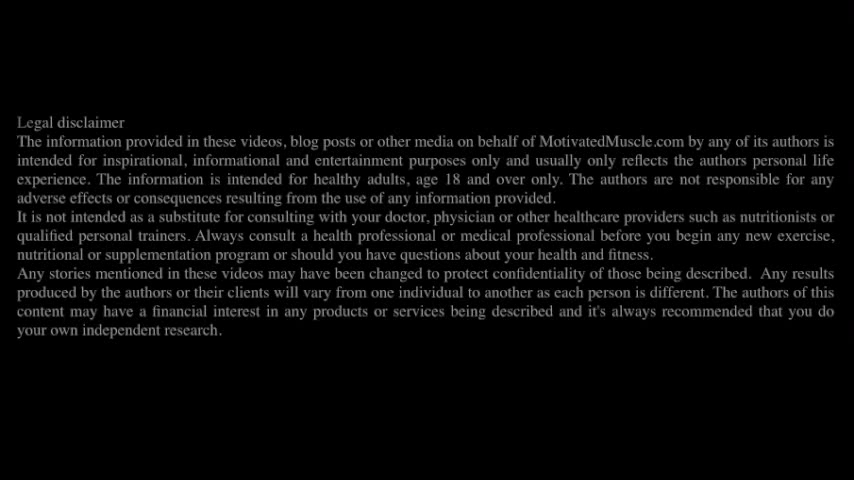 Legal disclaimer
The information provided in these videos, blog posts or other media on behalf of MotivatedMuscle.com by any of its authors is
intended for inspirational, informational and entertainment purposes only and usually only reflects the authors personal life
experience. The information is intended for healthy adults, age 18 and over only. The authors are not responsible for any
adverse effects or consequences resulting from the use of any information provided.
It is not intended as a substitute for consulting with your doctor, physician or other healthcare providers such as nutritionists or
qualified personal trainers. Always consult a health professional or medical professional before you begin any new exercise,
nutritional or supplementation program or should you have questions about your health and fitness.
Any stories mentioned in these videos may have been changed to protect confidentiality of those being described.  Any results
produced by the authors or their clients will vary from one individual to another as each person is different. The authors of this
content may have a financial interest in any products or services being described and it's always recommended that you do
your own independent research.